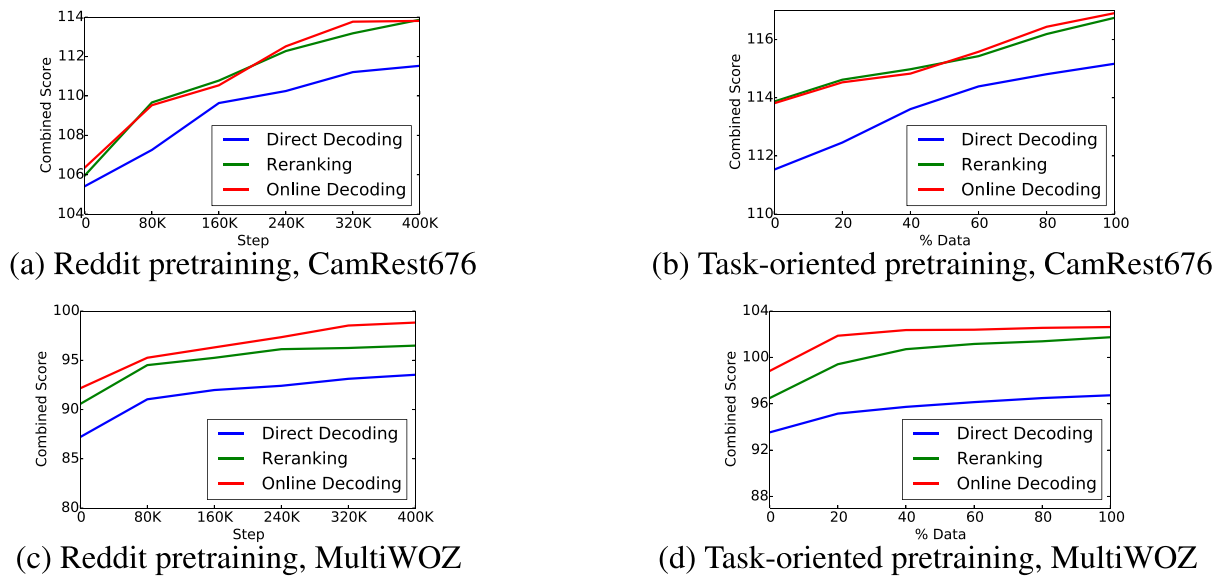 114
112
110
108
106
104
Combined Score
Direct Decoding
Reranking
Online Decoding
0 80K 160K 240K 320K 400K
Step
(a) Reddit pretraining, CamRest676
116
114
112
110
Combined Score
Direct Decoding
Reranking
Online Decoding
0 20 40 60 80 100
% Data
(b) Task-oriented pretraining, CamRest676
100
95
90
85
80
Combined Score
Direct Decoding
Reranking
Online Decoding
0 80K 160K 240K 320K 400K
Step
(c) Reddit pretraining, MultiWOZ
104
100
96
92
88
Combined Score
Direct Decoding
Reranking
Online Decoding
0 20 40 60 80 100
% Data
(d) Task-oriented pretraining, MultiWOZ